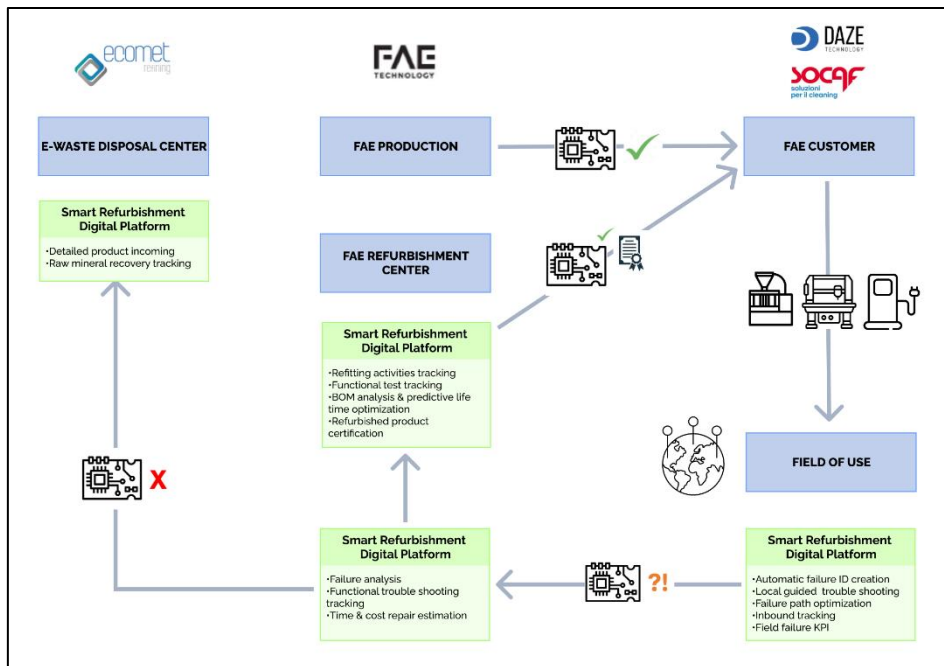 ecomet
refining
FAE
TECHNOLOGY
DAZE
TECHNOLOGY
SOCAF
soluzioni
per il cleaning
E-WASTE DISPOSAL CENTER
FAE PRODUCTION
FAE CUSTOMER
Smart Refurbishment
Digital Platform
•Detailed product incoming
•Raw mineral recovery tracking
FAE REFURBISHMENT
CENTER
Smart Refurbishment
Digital Platform
•Refitting activities tracking
•Functional test tracking
•BOM analysis & predictive life
time optimization
•Refurbished product
certification
FIELD OF USE
X
Smart Refurbishment
Digital Platform
•Failure analysis
•Functional trouble shooting
tracking
•Time & cost repair estimation
?!
Smart Refurbishment
Digital Platform
•Automatic failure ID creation
•Local guided trouble shooting
•Failure path optimization
•Inbound tracking
•Field failure KPI